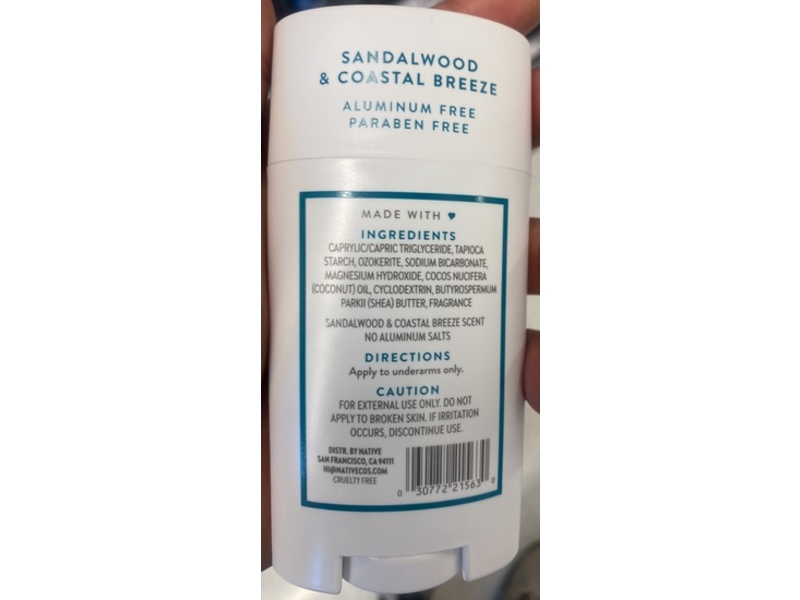 SANDALWOOD
& COASTAL BREEZE
ALUMINUM FREE
PARABEN FREE
MADE WITH ♥
INGREDIENTS
CAPRYLIC/CAPRIC TRIGLYCERIDE, TAPIOCA
STARCH, OZOKERITE, SODIUM BICARBONATE,
MAGNESIUM HYDROXIDE, COCOS NUCIFERA
(COCONUT) OIL, CYCLODEXTRIN, BUTYROSPERMUM
PARKII (SHEA) BUTTER, FRAGRANCE
SANDALWOOD & COASTAL BREEZE SCENT
NO ALUMINUM SALTS
DIRECTIONS
Apply to underarms only.
CAUTION
FOR EXTERNAL USE ONLY. DO NOT
APPLY TO BROKEN SKIN. IF IRRITATION
OCCURS, DISCONTINUE USE.
DISTR. BY NATIVE
SAN FRANCISCO, CA 94111
HI@NATIVECOS.COM
CRUELTY FREE
0 30772 21563 0